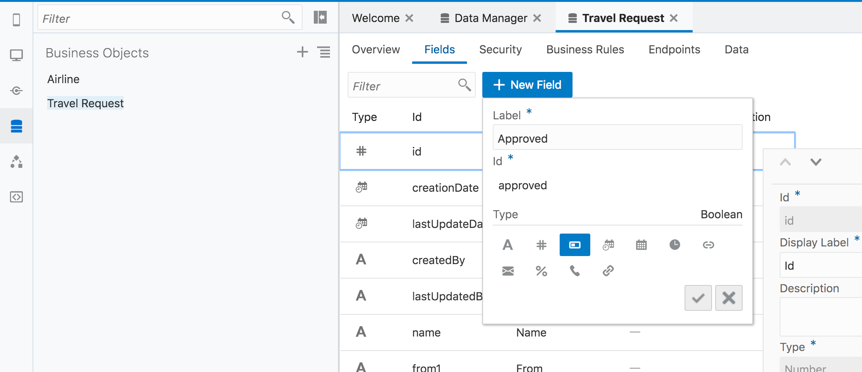 Filter
Welcome
Data Manager
Travel Request
Business Objects
Airline
Travel Request
Overview
Fields
Security
Business Rules
Endpoints
Data
Filter
New Field
Type
Id
Label *
Approved
Id *
approved
Type
Boolean
id
creationDate
lastUpdateDa
createdBy
lastUpdatedB
name
Name
—
from1
From
—
tion
Id *
id
Display Label *
Id
Description
Type *
Number